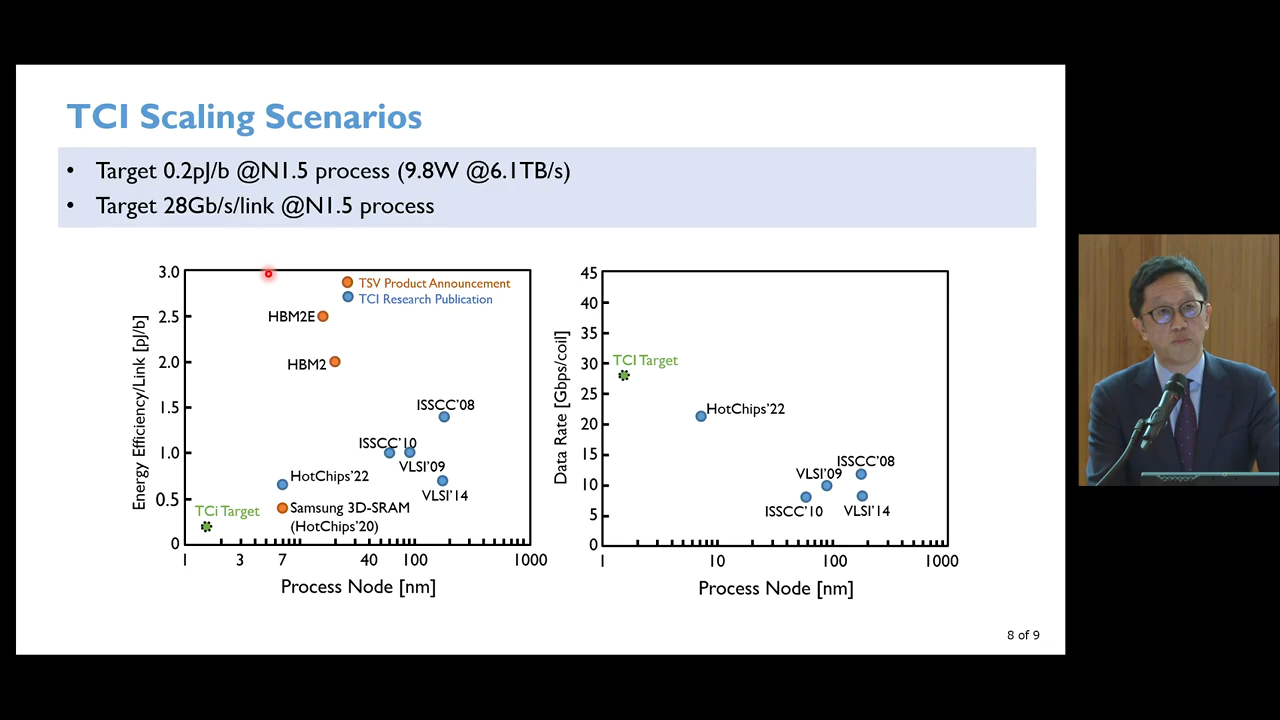 TCI Scaling Scenarios
• Target 0.2pJ/b @N1.5 process (9.8W @6.1TB/s)
• Target 28Gb/s/link @N1.5 process
Energy Efficiency/Link [pJ/b]
3.0
2.5
2.0
1.5
1.0
0.5
0
TSV Product Announcement
TCI Research Publication
HBM2E
HBM2
ISSCC'08
ISSCC'10
VLSI'09
HotChips'22
VLSI'14
TCi Target
Samsung 3D-SRAM
(HotChips'20)
1 3 7 40 100 1000
Process Node [nm]
Data Rate [Gbps/coil]
45
40
35
30
25
20
15
10
5
0
TCI Target
HotChips'22
ISSCC'08
VLSI'09
ISSCC'10
VLSI'14
1 10 100 1000
Process Node [nm]
8 of 9